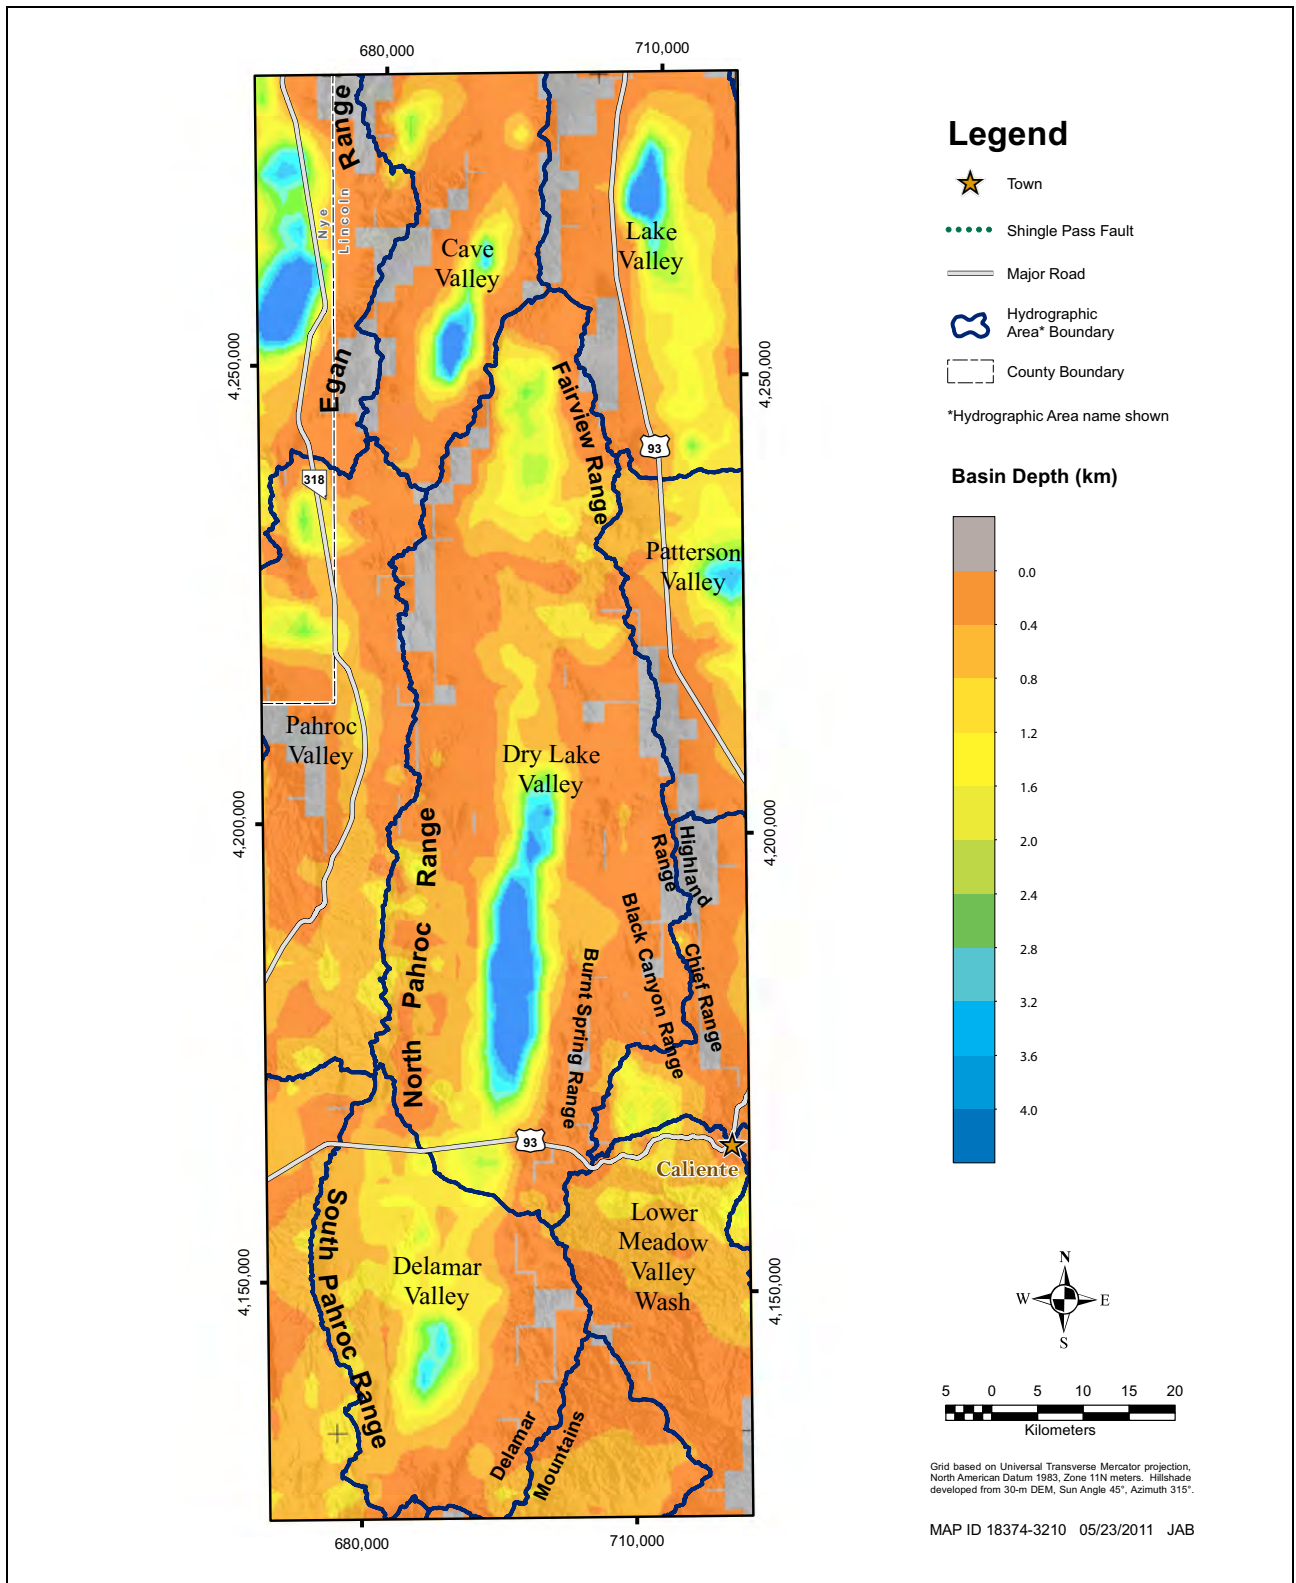 680,000
710,000
Range
Nye
Lincoln
Cave
Valley
Lake
Valley
4,250,000
4,250,000
Egan
Fairview Range
93
318
Patterson
Valley
Pahroc
Valley
Dry Lake
Valley
4,200,000
4,200,000
North Pahroc Range
Highland
Range
Black Canyon Range
Chief Range
Burnt Spring Range
93
Caliente
South Pahroc Range
Lower
Meadow
Valley
Wash
Delamar
Valley
4,150,000
4,150,000
Delamar
Mountains
680,000
710,000
Legend
Town
Shingle Pass Fault
Major Road
Hydrographic
Area* Boundary
County Boundary
*Hydrographic Area name shown
Basin Depth (km)
0.0
0.4
0.8
1.2
1.6
2.0
2.4
2.8
3.2
3.6
4.0
N
W E
S
5 0 5 10 15 20
Kilometers
Grid based on Universal Transverse Mercator projection,
North American Datum 1983, Zone 11N meters. Hillshade
developed from 30-m DEM, Sun Angle 45°, Azimuth 315°.
MAP ID 18374-3210 05/23/2011 JAB